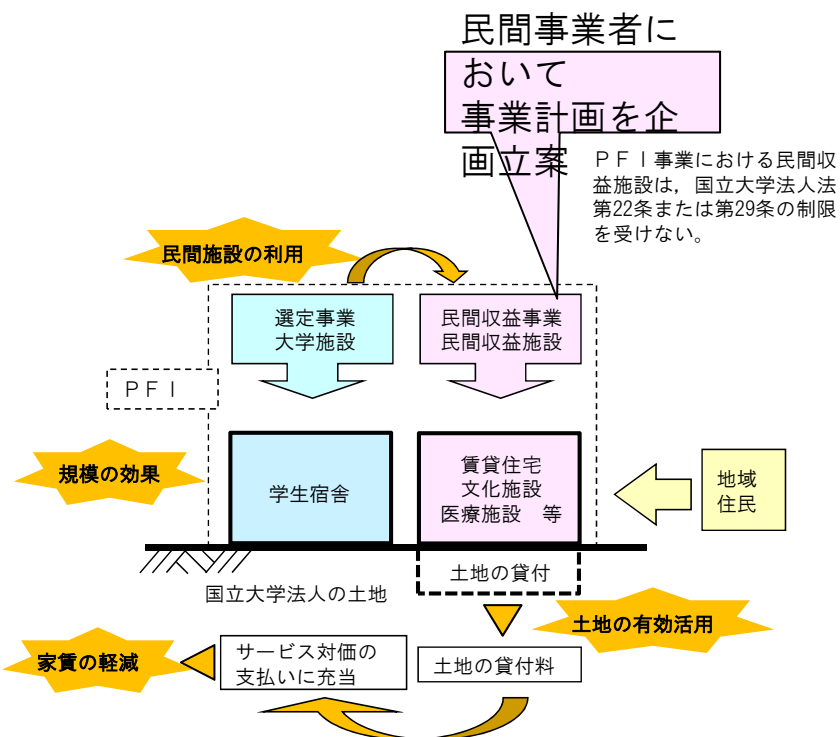 民間事業者に
おいて
事業計画を企
画立案
ＰＦＩ事業における民間収
益施設は，国立大学法人法
第22条または第29条の制限
を受けない。
民間施設の利用
選定事業
大学施設
民間収益事業
民間収益施設
ＰＦＩ
規模の効果
学生宿舎
賃貸住宅
文化施設
医療施設　等
地域
住民
土地の貸付
国立大学法人の土地
土地の有効活用
家賃の軽減
サービス対価の
支払いに充当
土地の貸付料